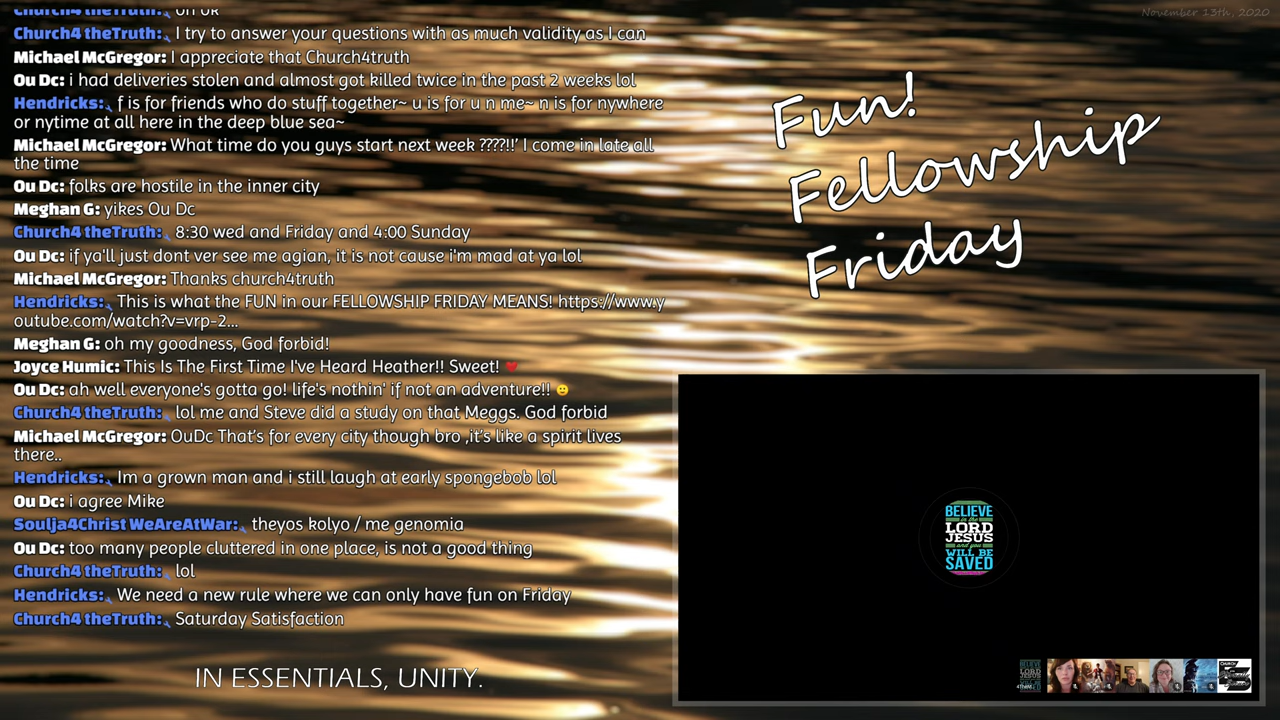 Church4 theTruth: oh ok
Church4 theTruth: I try to answer your questions with as much validity as I can
Michael McGregor: I appreciate that Church4truth
Ou Dc: i had deliveries stolen and almost got killed twice in the past 2 weeks lol
Hendricks: f is for friends who do stuff together~ u is for u n me~ n is for nywhere
or nytime at all here in the deep blue sea~
Michael McGregor: What time do you guys start next week ????!!’ I come in late all
the time
Ou Dc: folks are hostile in the inner city
Meghan G: yikes Ou Dc
Church4 theTruth: 8:30 wed and Friday and 4:00 Sunday
Ou Dc: if ya'll just dont ver see me agian, it is not cause i'm mad at ya lol
Michael McGregor: Thanks church4truth
Hendricks: This is what the FUN in our FELLOWSHIP FRIDAY MEANS! https://www.y
outube.com/watch?v=vrp-2...
Meghan G: oh my goodness, God forbid!
Joyce Humic: This Is The First Time I've Heard Heather!! Sweet! ❤
Ou Dc: ah well everyone's gotta go! life's nothin' if not an adventure!! 🙂
Church4 theTruth: lol me and Steve did a study on that Meggs. God forbid
Michael McGregor: OuDc That’s for every city though bro ,it’s like a spirit lives
there..
Hendricks: Im a grown man and i still laugh at early spongebob lol
Ou Dc: i agree Mike
Soulja4Christ WeAreAtWar: theyos kolyo / me genomia
Ou Dc: too many people cluttered in one place, is not a good thing
Church4 theTruth: lol
Hendricks: We need a new rule where we can only have fun on Friday
Church4 theTruth: Saturday Satisfaction
IN ESSENTIALS, UNITY.
November 13th, 2020
Fun!
Fellowship
Friday
BELIEVE
in the
LORD
JESUS
and you
WILL BE
SAVED
LORD
JESUS
CHURCH